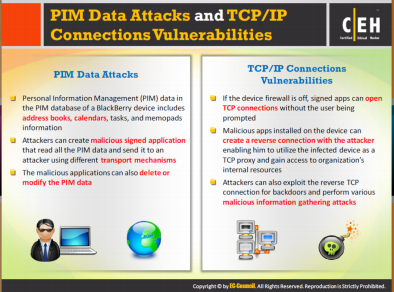 PIM Data Attacks and TCP/IP
Connections Vulnerabilities
CEH
Certified Ethical Hacker
PIM Data Attacks
Personal Information Management (PIM) data in
the PIM database of a BlackBerry device includes
address books, calendars, tasks, and memopads
information
Attackers can create malicious signed application
that read all the PIM data and send it to an
attacker using different transport mechanisms
The malicious applications can also delete or
modify the PIM data
TCP/IP Connections
Vulnerabilities
If the device firewall is off, signed apps can open
TCP connections without the user being
prompted
Malicious apps installed on the device can
create a reverse connection with the attacker
enabling him to utilize the infected device as a
TCP proxy and gain access to organization's
internal resources
Attackers can also exploit the reverse TCP
connection for backdoors and perform various
malicious information gathering attacks
Copyright © by EC-Council. All Rights Reserved. Reproduction is Strictly Prohibited.